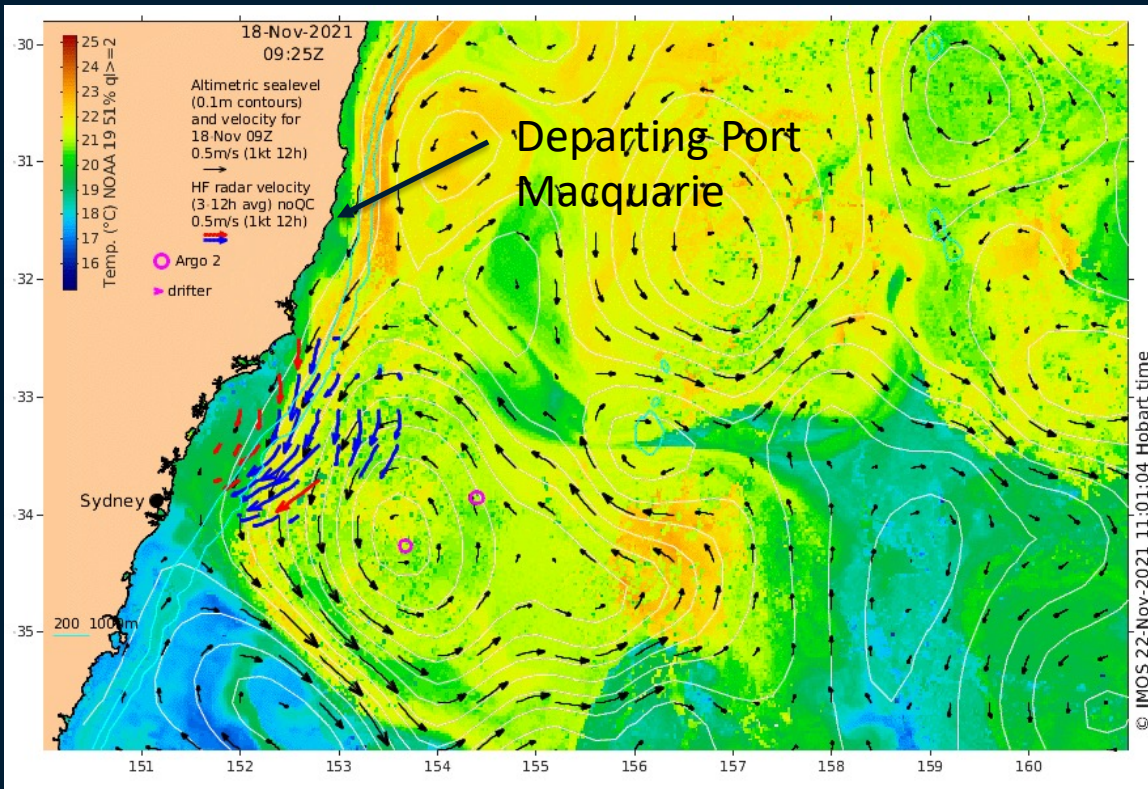 18-Nov-2021
09:25Z
Altimetric sealevel
(0.1m contours)
and velocity for
18 Nov 09Z
0.5m/s (1kt 12h)
HF radar velocity
(3-12h avg) noQC
0.5m/s (1kt 12h)
Argo 2
drifter
Temp. (°C) NOAA 19 51% ql>=2
25
24
23
22
21
20
19
18
17
16
Departing Port
Macquarie
Sydney
200 1000m
-30
-31
-32
-33
-34
-35
151 152 153 154 155 156 157 158 159 160
© IMOS 22-Nov-2021 11:01:04 Hobart time